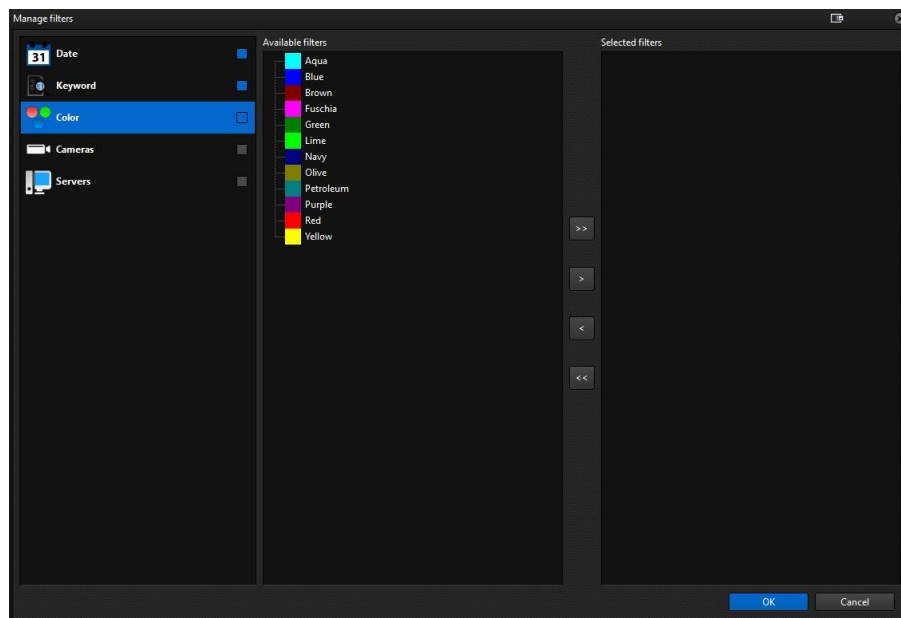 Manage filters
31 Date
Keyword
Color
Cameras
Servers
Available filters
Aqua
Blue
Brown
Fuschia
Green
Lime
Navy
Olive
Petroleum
Purple
Red
Yellow
>>
>
<
<<
Selected filters
OK
Cancel